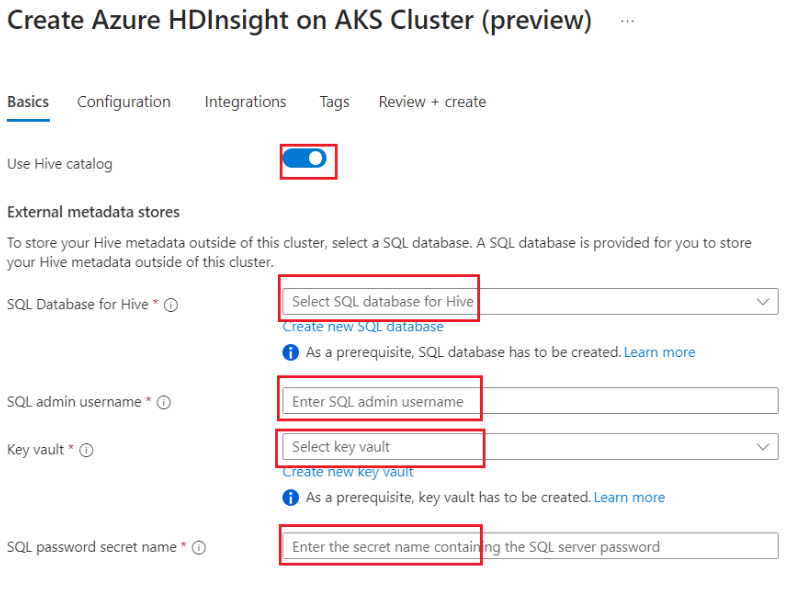 Create Azure HDInsight on AKS Cluster (preview) ...
Basics Configuration Integrations Tags Review + create
Use Hive catalog
External metadata stores
To store your Hive metadata outside of this cluster, select a SQL database. A SQL database is provided for you to store
your Hive metadata outside of this cluster.
SQL Database for Hive * Select SQL database for Hive
Create new SQL database
As a prerequisite, SQL database has to be created. Learn more
SQL admin username * Enter SQL admin username
Key vault * Select key vault
Create new key vault
As a prerequisite, key vault has to be created. Learn more
SQL password secret name * Enter the secret name containing the SQL server password